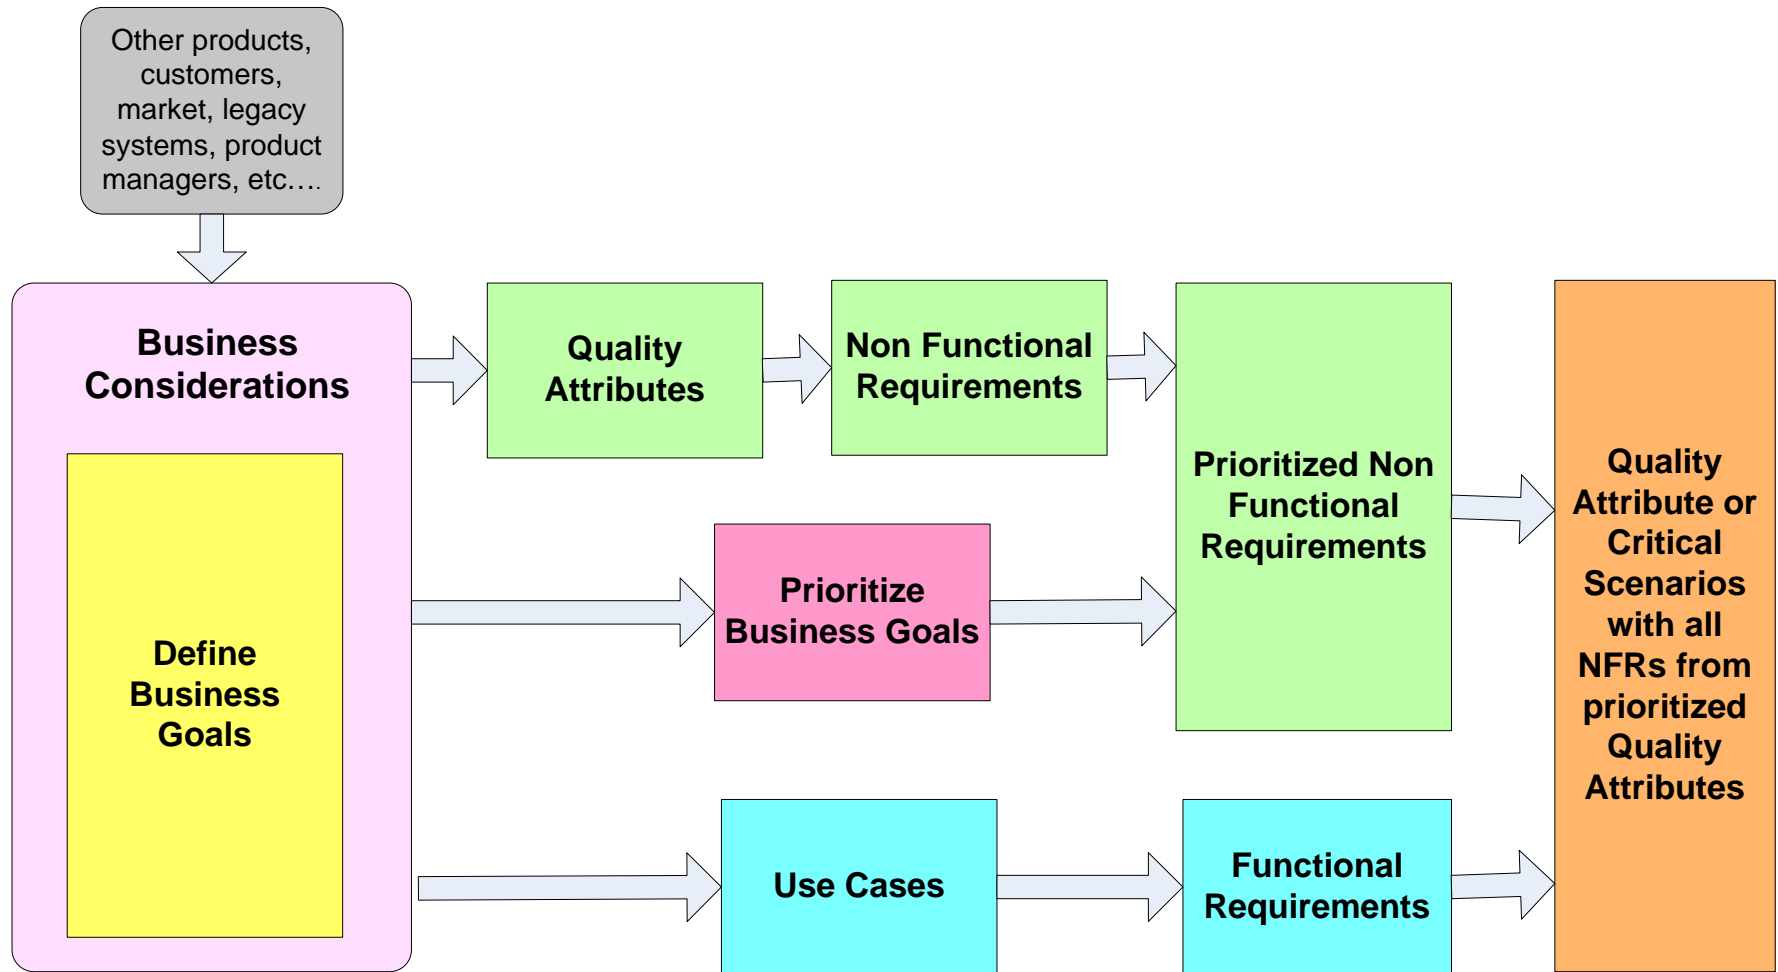 Other products,
customers,
market, legacy
systems, product
managers, etc….
Business
Considerations
Define
Business
Goals
Quality
Attributes
Non Functional
Requirements
Prioritize
Business Goals
Prioritized Non
Functional
Requirements
Use Cases
Functional
Requirements
Quality
Attribute or
Critical
Scenarios
with all
NFRs from
prioritized
Quality
Attributes